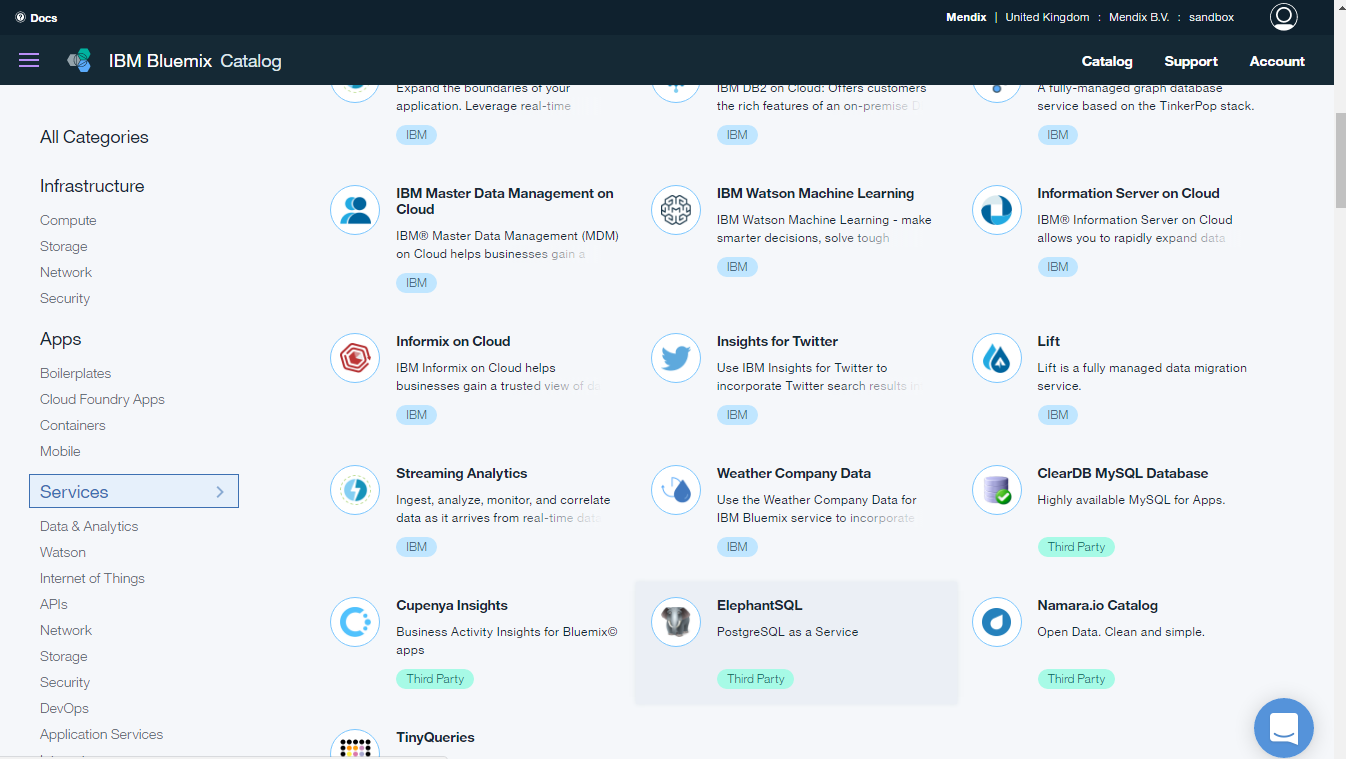 Docs
Mendix | United Kingdom : Mendix B.V. : sandbox
IBM Bluemix Catalog
Catalog Support Account
All Categories
Infrastructure
Compute
Storage
Network
Security
Apps
Boilerplates
Cloud Foundry Apps
Containers
Mobile
Services
Data & Analytics
Watson
Internet of Things
APIs
Network
Storage
Security
DevOps
Application Services
Expand the boundaries of your
application. Leverage real-time
IBM
IBM DB2 on Cloud: Offers customers
the rich features of an on-premise
IBM
A fully-managed graph database
service based on the TinkerPop stack.
IBM
IBM Master Data Management on
Cloud
IBM® Master Data Management (MDM)
on Cloud helps businesses gain a
IBM
IBM Watson Machine Learning
IBM Watson Machine Learning - make
smarter decisions, solve tough
IBM
Information Server on Cloud
IBM® Information Server on Cloud
allows you to rapidly expand data
IBM
Informix on Cloud
IBM Informix on Cloud helps
businesses gain a trusted view of
IBM
Insights for Twitter
Use IBM Insights for Twitter to
incorporate Twitter search results in
IBM
Lift
Lift is a fully managed data migration
service.
IBM
Streaming Analytics
Ingest, analyze, monitor, and correlate
data as it arrives from real-time data
IBM
Weather Company Data
Use the Weather Company Data for
IBM Bluemix service to incorporate
IBM
ClearDB MySQL Database
Highly available MySQL for Apps.
Third Party
Cupenya Insights
Business Activity Insights for Bluemix©
apps
Third Party
ElephantSQL
PostgreSQL as a Service
Third Party
Namara.io Catalog
Open Data. Clean and simple.
Third Party
TinyQueries